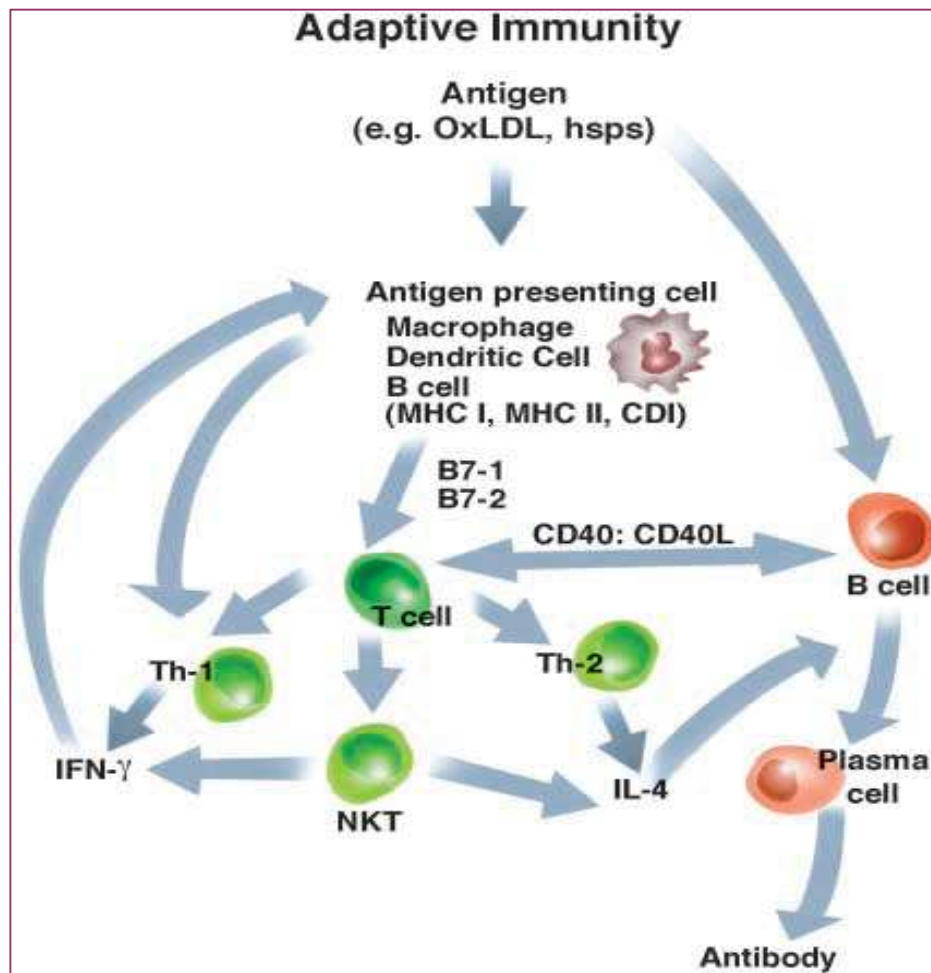 Adaptive Immunity
Antigen
(e.g. OxLDL, hsps)
Antigen presenting cell
Macrophage
Dendritic Cell
B cell
(MHC I, MHC II, CDI)
B7-1
B7-2
CD40: CD40L
B cell
T cell
Th-1
Th-2
IFN-γ
NKT
IL-4
Plasma
cell
Antibody